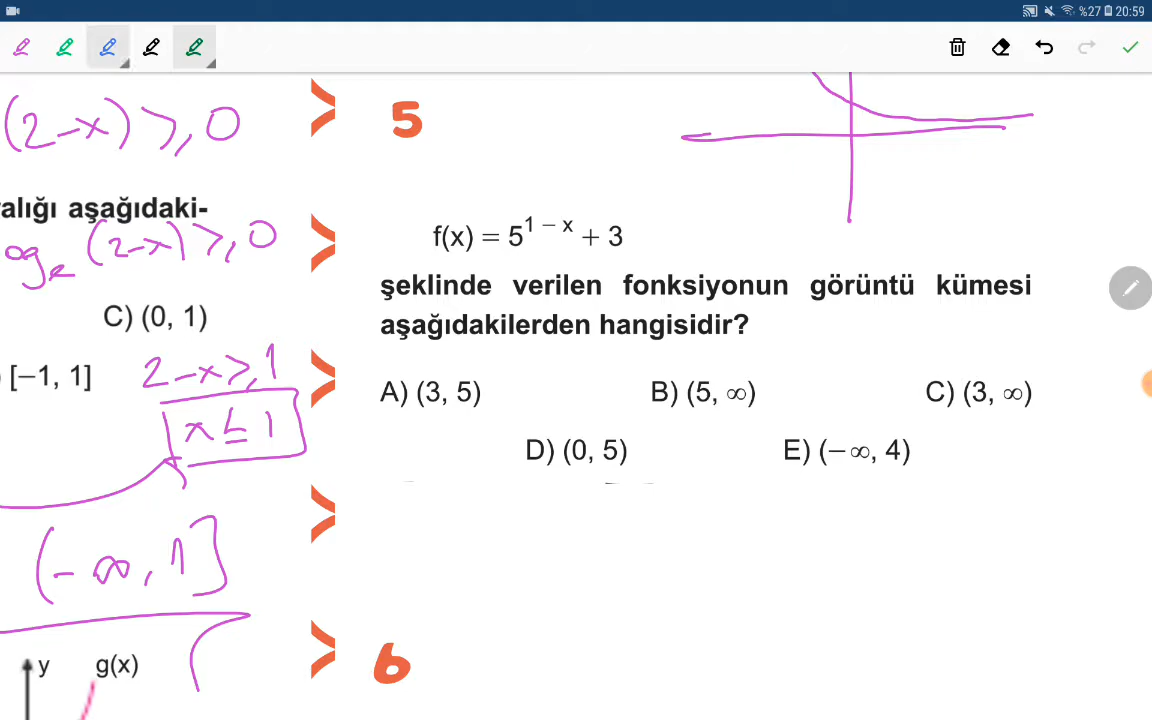 %27 20:59
(2-x) ≥ 0
alığı aşağıdaki-
(2-x) ≥ 0
C) (0, 1)
[−1, 1]
2-x ≥ 1
x ≤ 1
(-∞, 1]
y g(x)
5
f(x) = 5^{1 − x} + 3
şeklinde verilen fonksiyonun görüntü kümesi
aşağıdakilerden hangisidir?
A) (3, 5) B) (5, ∞) C) (3, ∞)
D) (0, 5) E) (−∞, 4)
6